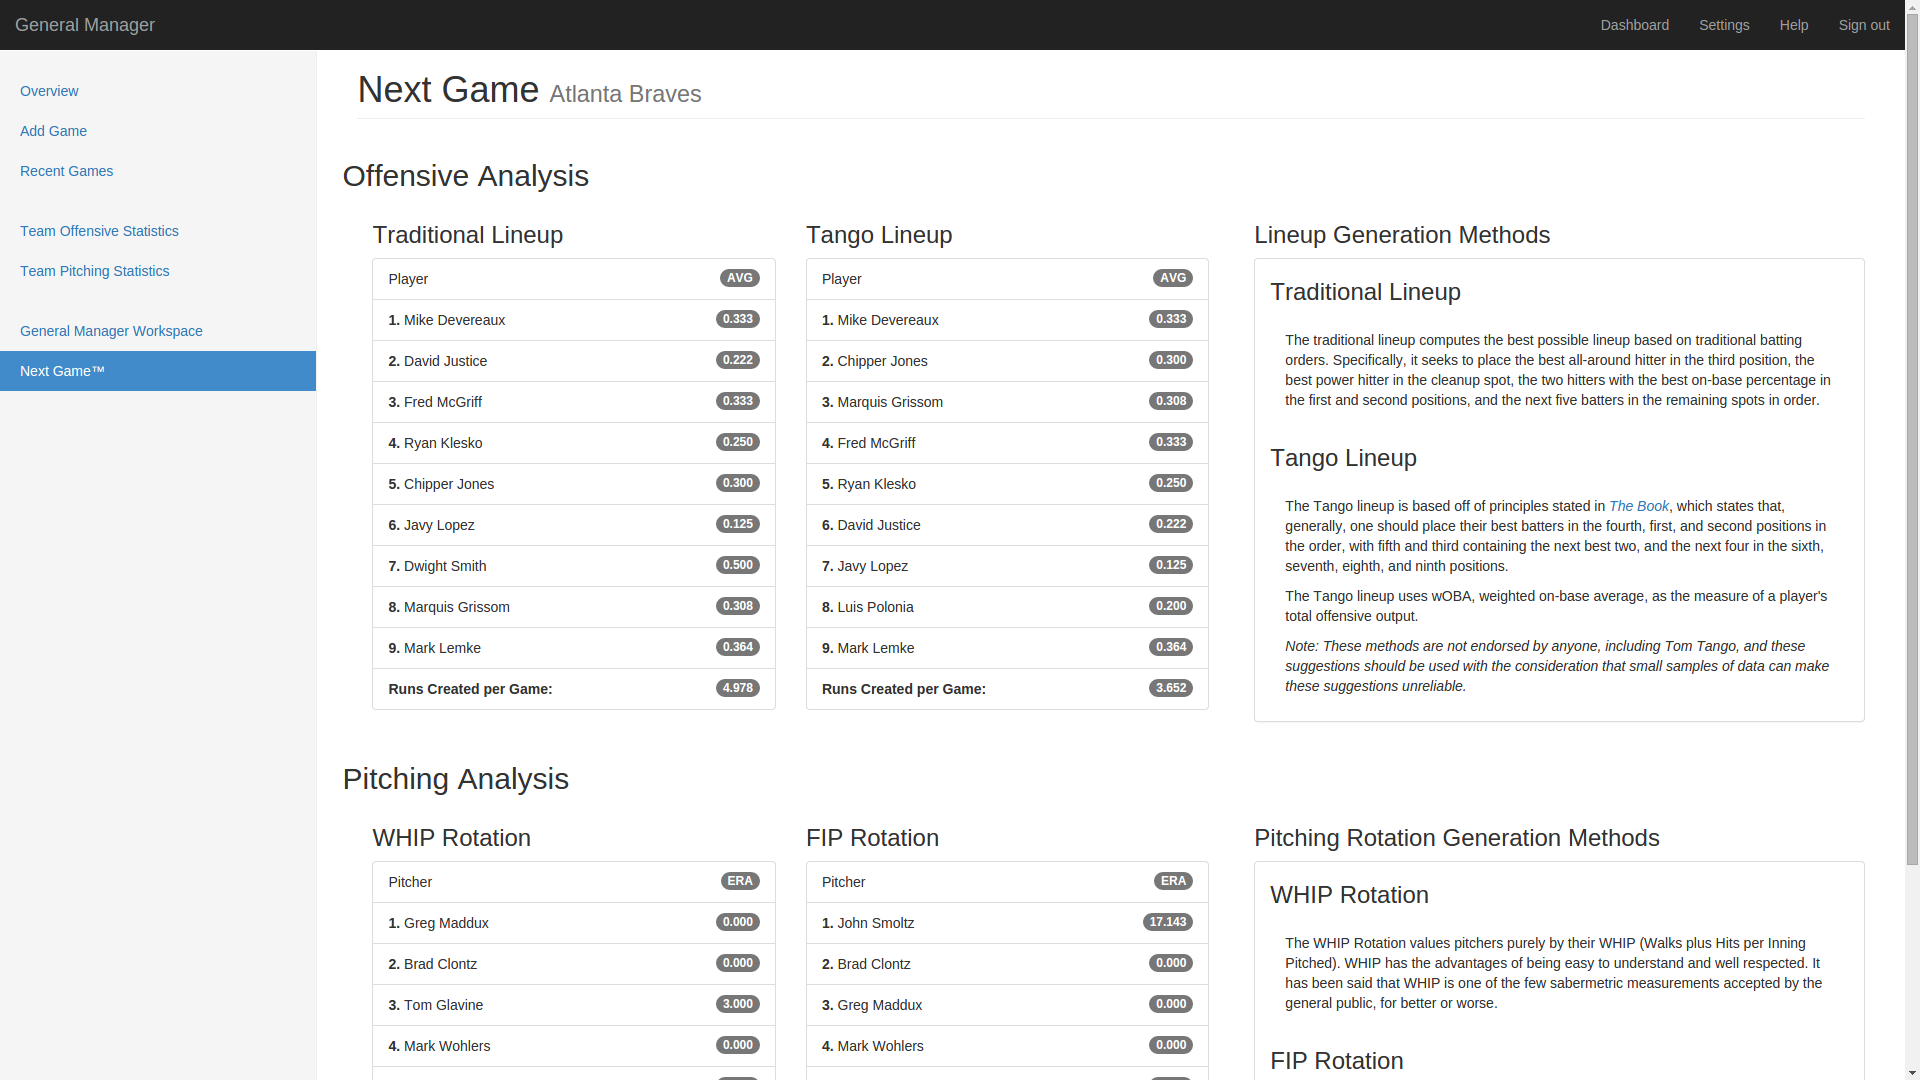 General Manager
Dashboard
Settings
Help
Sign out
Overview
Add Game
Recent Games
Team Offensive Statistics
Team Pitching Statistics
General Manager Workspace
Next Game™
Next Game Atlanta Braves
Offensive Analysis
Traditional Lineup
Player AVG
1. Mike Devereaux 0.333
2. David Justice 0.222
3. Fred McGriff 0.333
4. Ryan Klesko 0.250
5. Chipper Jones 0.300
6. Javy Lopez 0.125
7. Dwight Smith 0.500
8. Marquis Grissom 0.308
9. Mark Lemke 0.364
Runs Created per Game: 4.978
Tango Lineup
Player AVG
1. Mike Devereaux 0.333
2. Chipper Jones 0.300
3. Marquis Grissom 0.308
4. Fred McGriff 0.333
5. Ryan Klesko 0.250
6. David Justice 0.222
7. Javy Lopez 0.125
8. Luis Polonia 0.200
9. Mark Lemke 0.364
Runs Created per Game: 3.652
Lineup Generation Methods
Traditional Lineup
The traditional lineup computes the best possible lineup based on traditional batting
orders. Specifically, it seeks to place the best all-around hitter in the third position, the
best power hitter in the cleanup spot, the two hitters with the best on-base percentage in
the first and second positions, and the next five batters in the remaining spots in order.
Tango Lineup
The Tango lineup is based off of principles stated in The Book, which states that,
generally, one should place their best batters in the fourth, first, and second positions in
the order, with fifth and third containing the next best two, and the next four in the sixth,
seventh, eighth, and ninth positions.
The Tango lineup uses wOBA, weighted on-base average, as the measure of a player's
total offensive output.
Note: These methods are not endorsed by anyone, including Tom Tango, and these
suggestions should be used with the consideration that small samples of data can make
these suggestions unreliable.
Pitching Analysis
WHIP Rotation
Pitcher ERA
1. Greg Maddux 0.000
2. Brad Clontz 0.000
3. Tom Glavine 3.000
4. Mark Wohlers 0.000
FIP Rotation
Pitcher ERA
1. John Smoltz 17.143
2. Brad Clontz 0.000
3. Greg Maddux 0.000
4. Mark Wohlers 0.000
Pitching Rotation Generation Methods
WHIP Rotation
The WHIP Rotation values pitchers purely by their WHIP (Walks plus Hits per Inning
Pitched). WHIP has the advantages of being easy to understand and well respected. It
has been said that WHIP is one of the few sabermetric measurements accepted by the
general public, for better or worse.
FIP Rotation